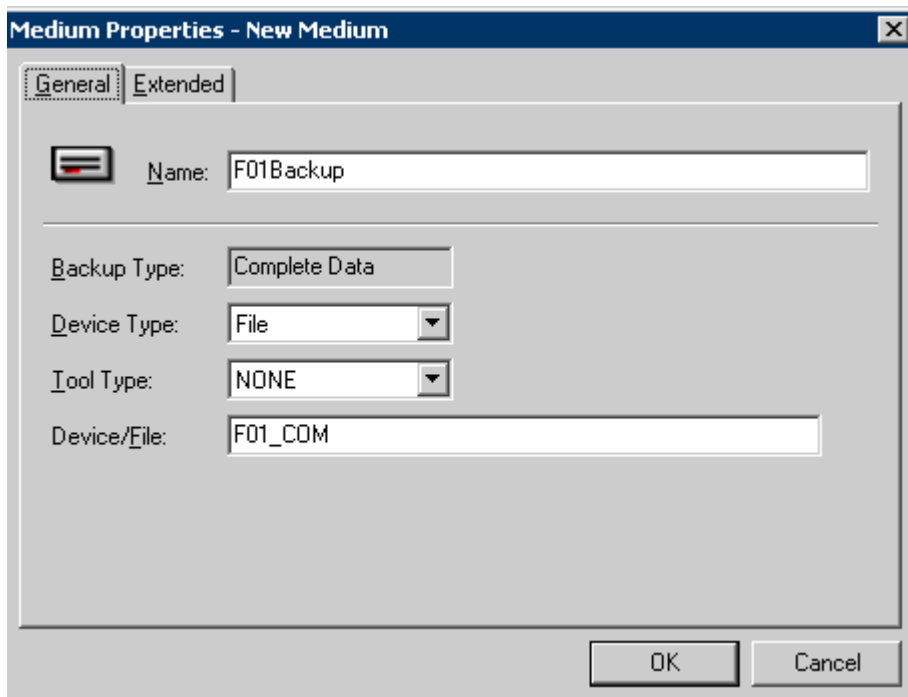 Medium Properties - New Medium
General Extended
Name: F01Backup
Backup Type: Complete Data
Device Type: File
Tool Type: NONE
Device/File: F01_COM
OK Cancel